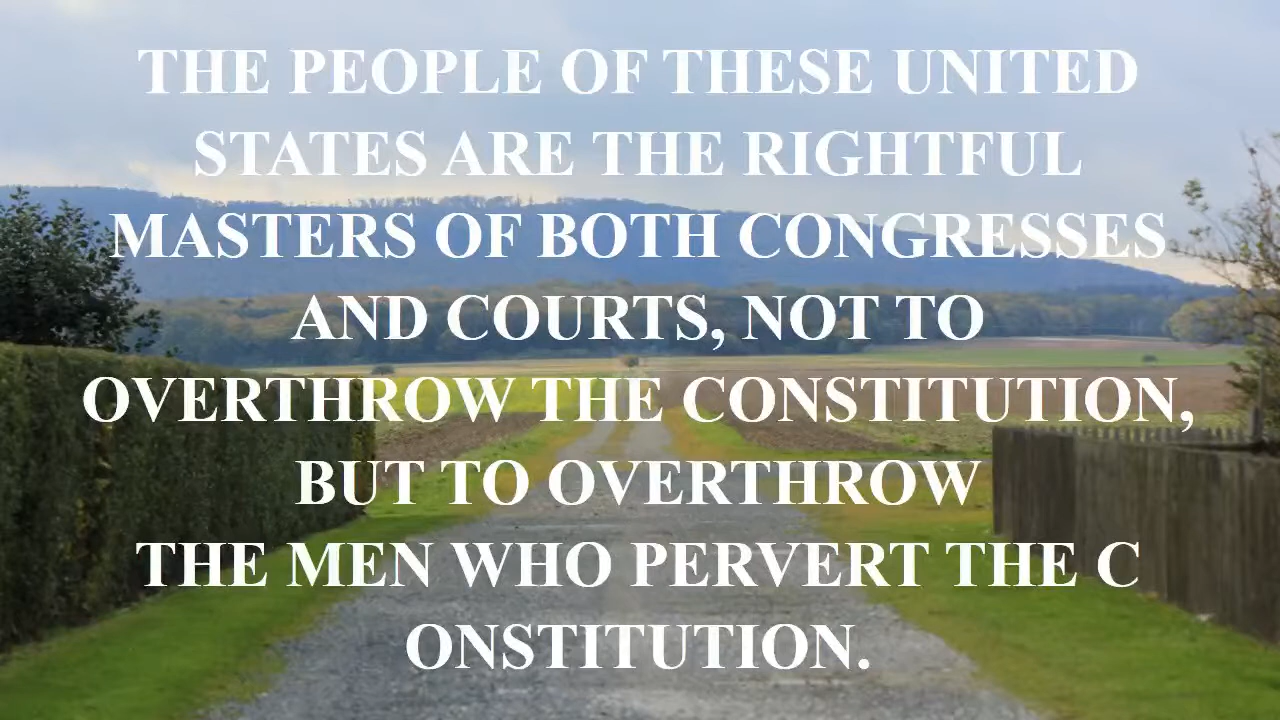 THE PEOPLE OF THESE UNITED
STATES ARE THE RIGHTFUL
MASTERS OF BOTH CONGRESSES
AND COURTS, NOT TO
OVERTHROW THE CONSTITUTION,
BUT TO OVERTHROW
THE MEN WHO PERVERT THE C
ONSTITUTION.